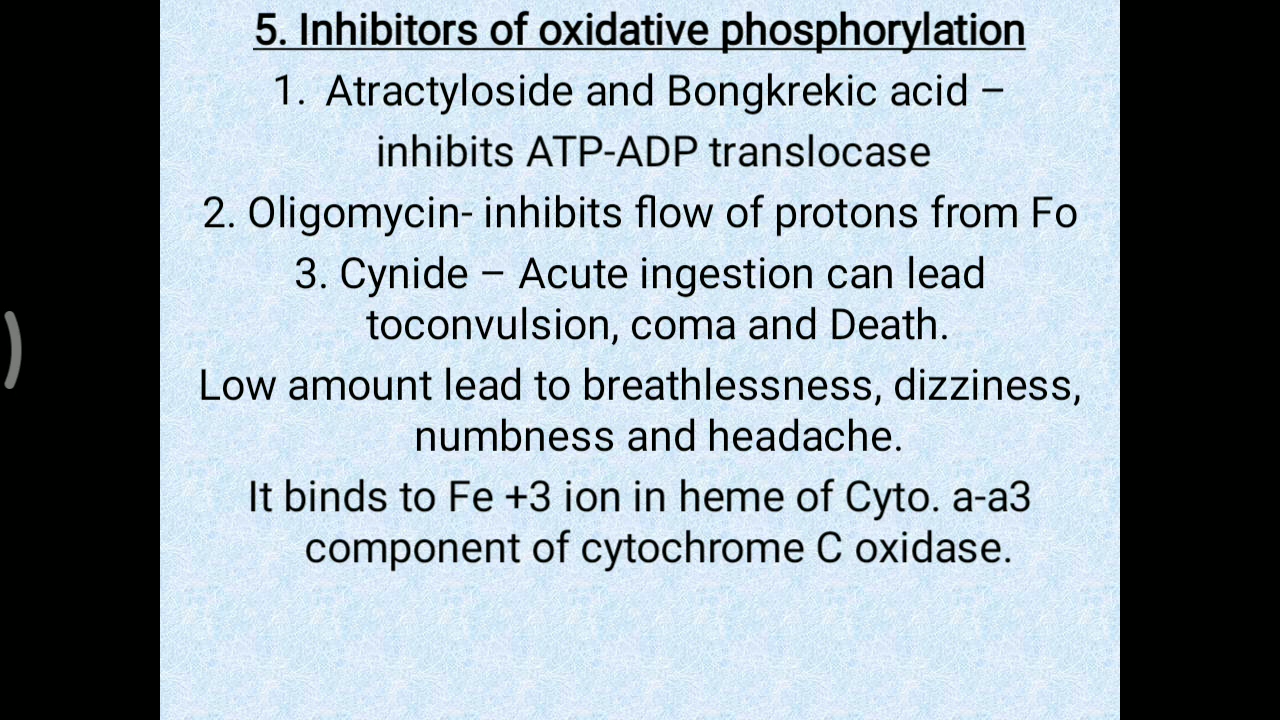 5. Inhibitors of oxidative phosphorylation
1. Atractyloside and Bongkrekic acid –
inhibits ATP-ADP translocase
2. Oligomycin- inhibits flow of protons from Fo
3. Cynide – Acute ingestion can lead
toconvulsion, coma and Death.
Low amount lead to breathlessness, dizziness,
numbness and headache.
It binds to Fe +3 ion in heme of Cyto. a-a3
component of cytochrome C oxidase.